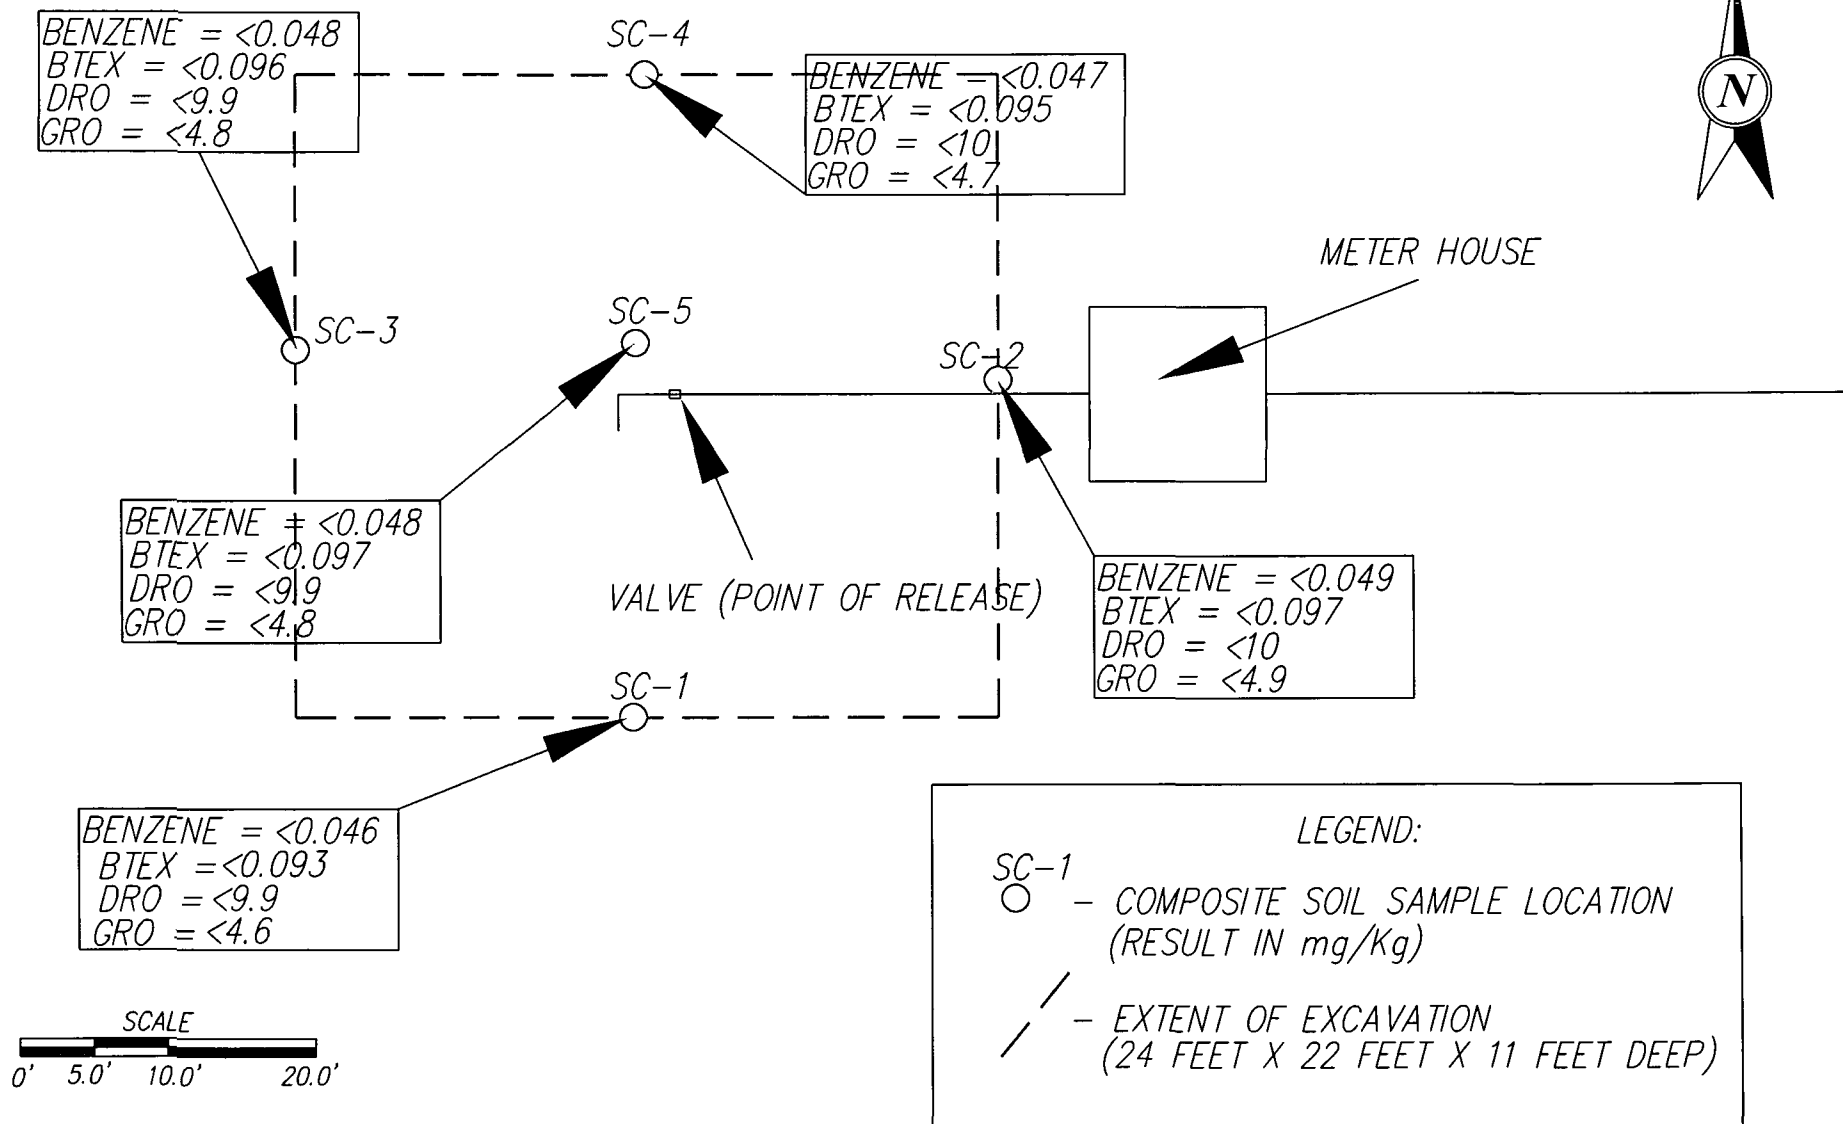 BENZENE = <0.048
BTEX = <0.096
DRO = <9.9
GRO = <4.8
SC-4
BENZENE = <0.047
BTEX = <0.095
DRO = <10
GRO = <4.7
N
METER HOUSE
SC-3
SC-5
SC-2
BENZENE = <0.048
BTEX = <0.097
DRO = <9.9
GRO = <4.8
VALVE (POINT OF RELEASE)
BENZENE = <0.049
BTEX = <0.097
DRO = <10
GRO = <4.9
SC-1
BENZENE = <0.046
BTEX = <0.093
DRO = <9.9
GRO = <4.6
LEGEND:
SC-1
- COMPOSITE SOIL SAMPLE LOCATION
(RESULT IN mg/Kg)
- EXTENT OF EXCAVATION
(24 FEET X 22 FEET X 11 FEET DEEP)
SCALE
0' 5.0' 10.0' 20.0'